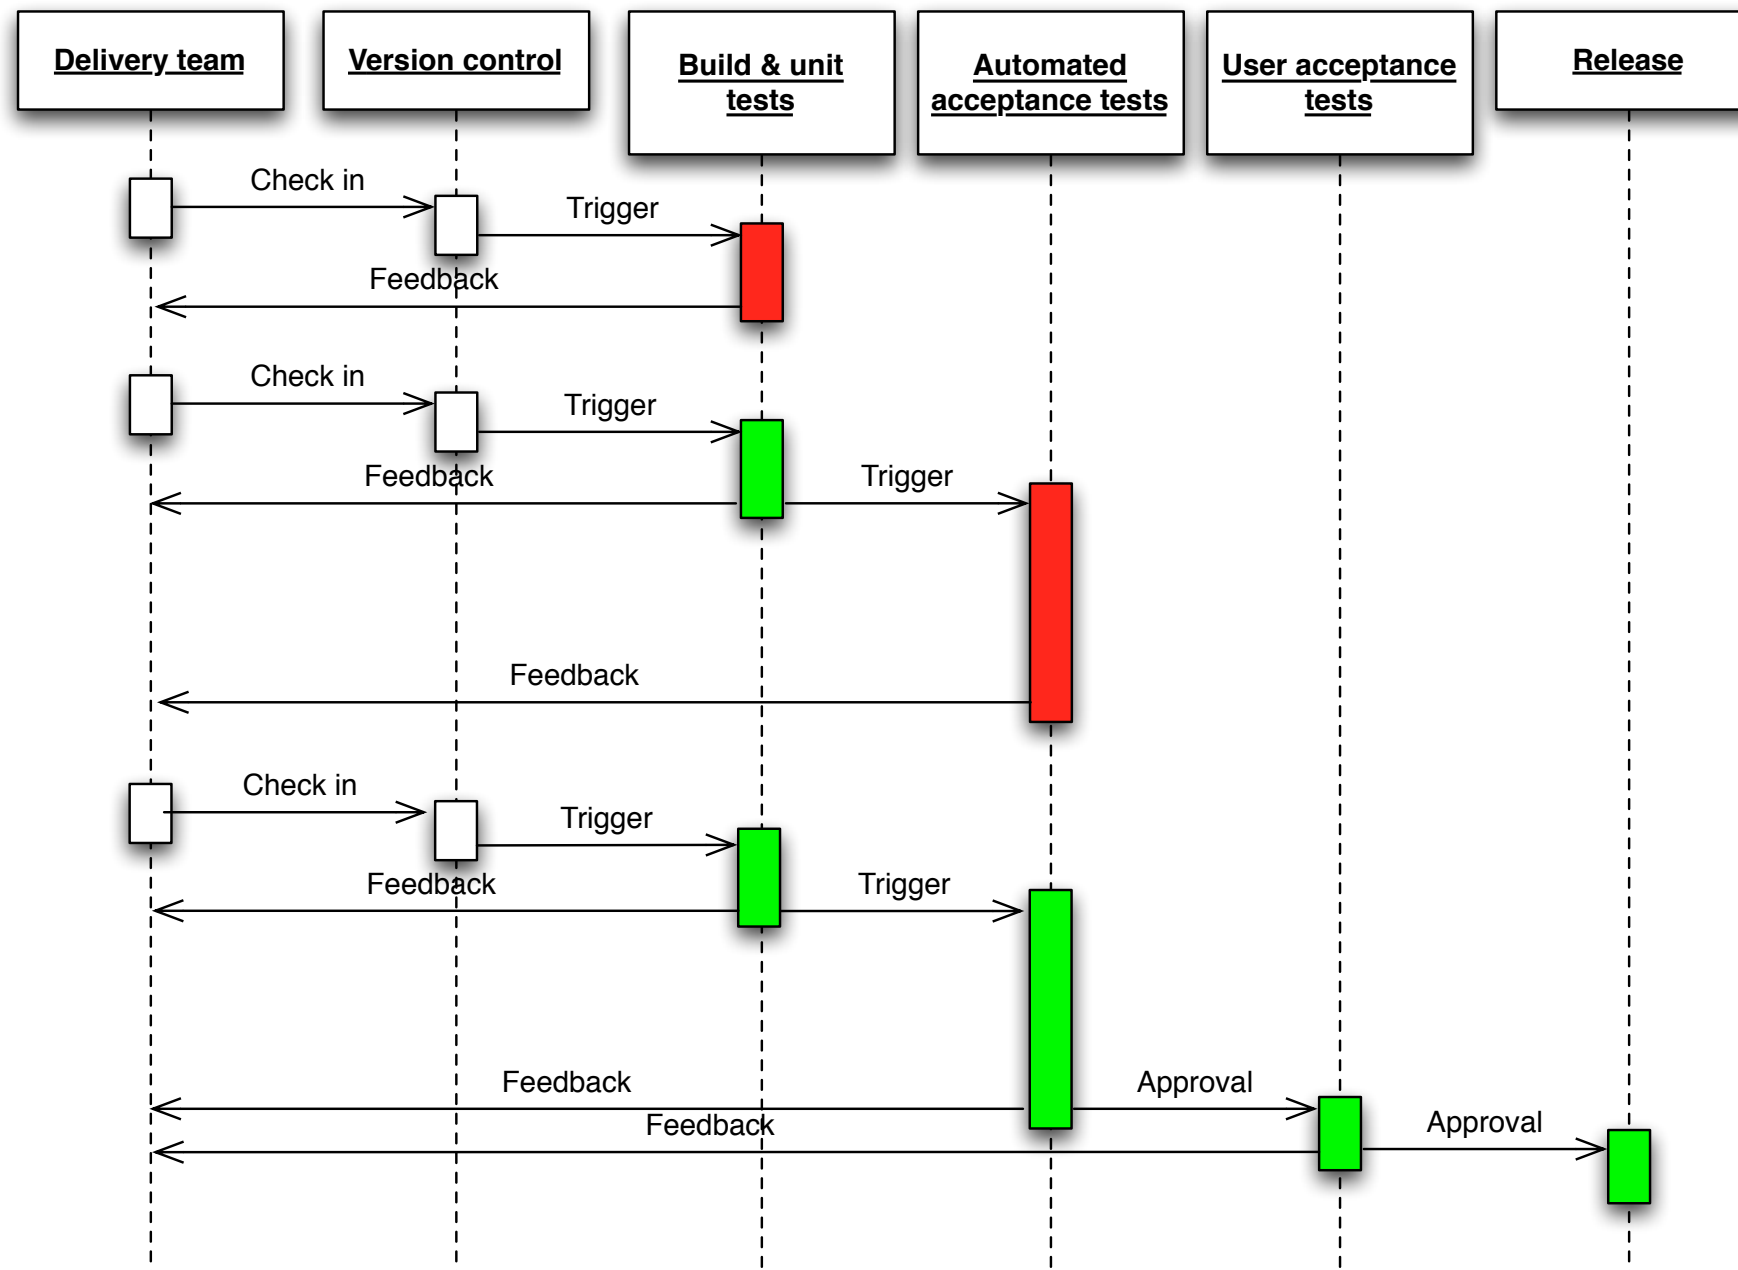 Delivery team
Version control
Build & unit
tests
Automated
acceptance tests
User acceptance
tests
Release
Check in
Trigger
Feedback
Check in
Trigger
Feedback
Trigger
Feedback
Check in
Trigger
Feedback
Trigger
Feedback
Approval
Feedback
Approval